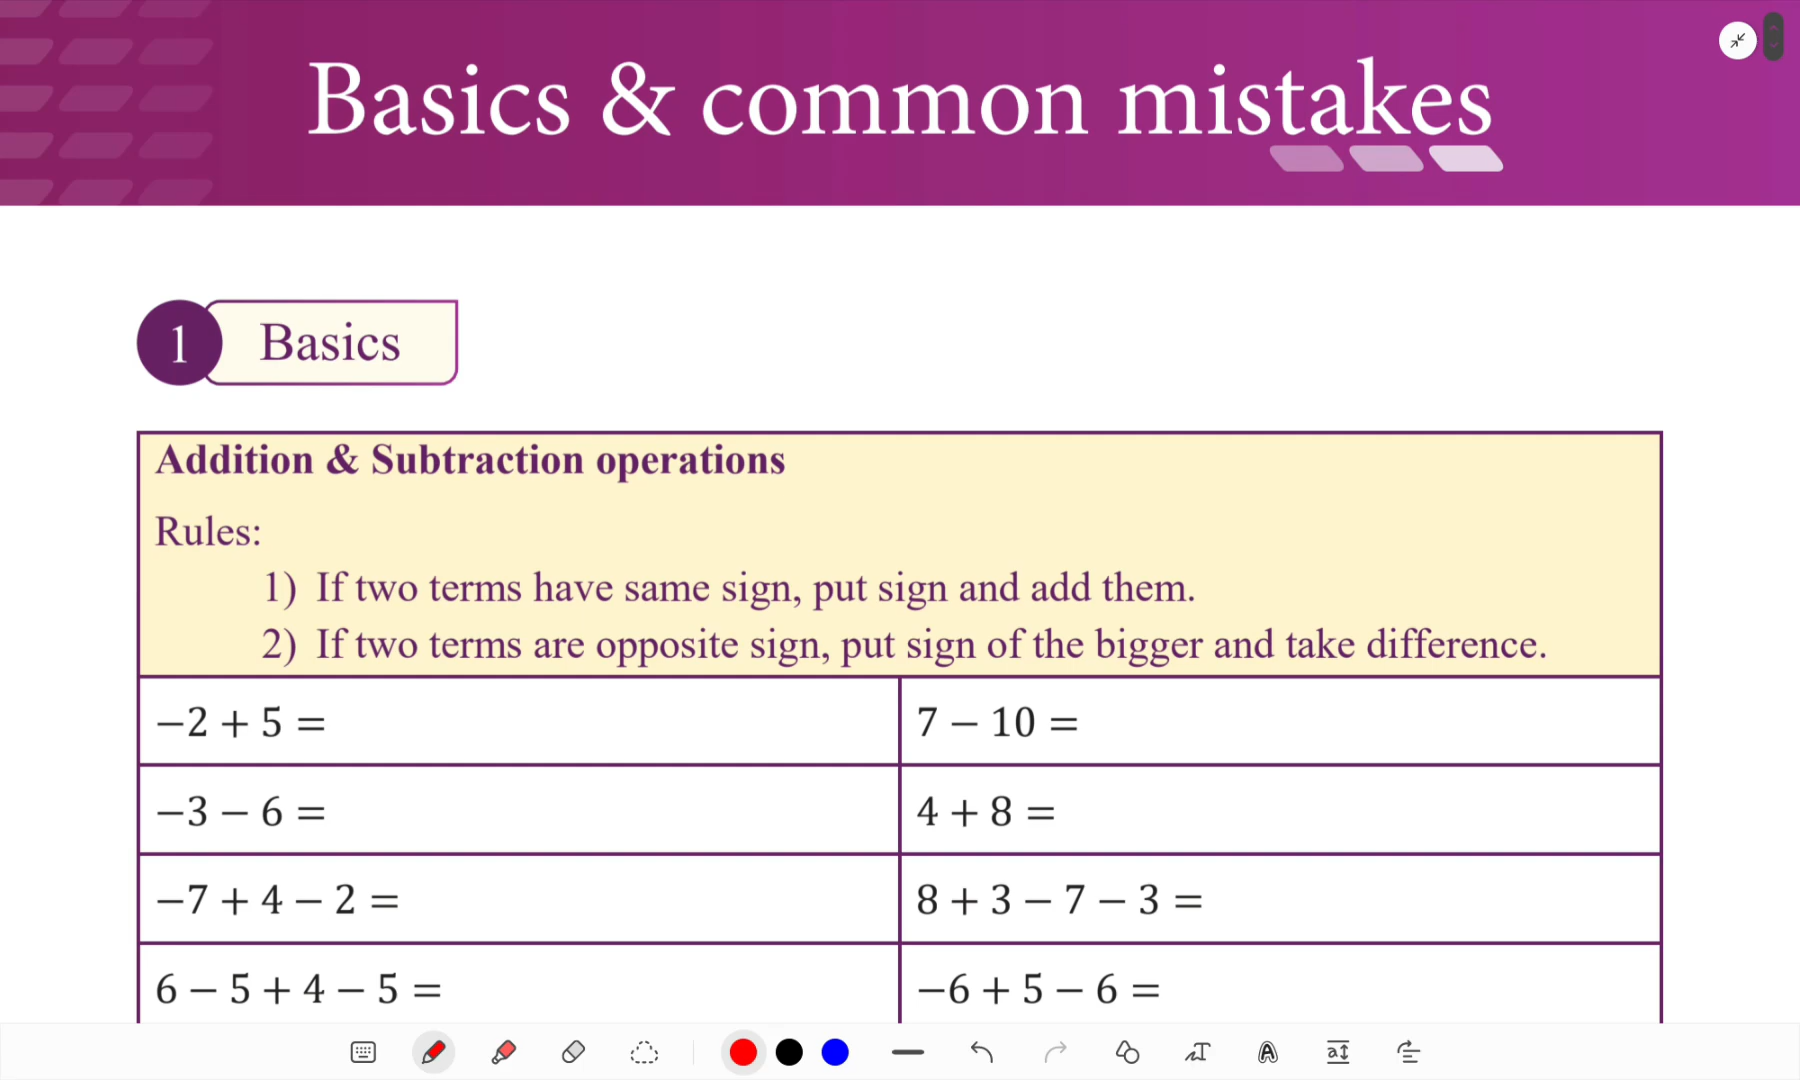 Basics & common mistakes
1 Basics
Addition & Subtraction operations
Rules:
1) If two terms have same sign, put sign and add them.
2) If two terms are opposite sign, put sign of the bigger and take difference.
−2 + 5 =
7 − 10 =
−3 − 6 =
4 + 8 =
−7 + 4 − 2 =
8 + 3 − 7 − 3 =
6 − 5 + 4 − 5 =
−6 + 5 − 6 =